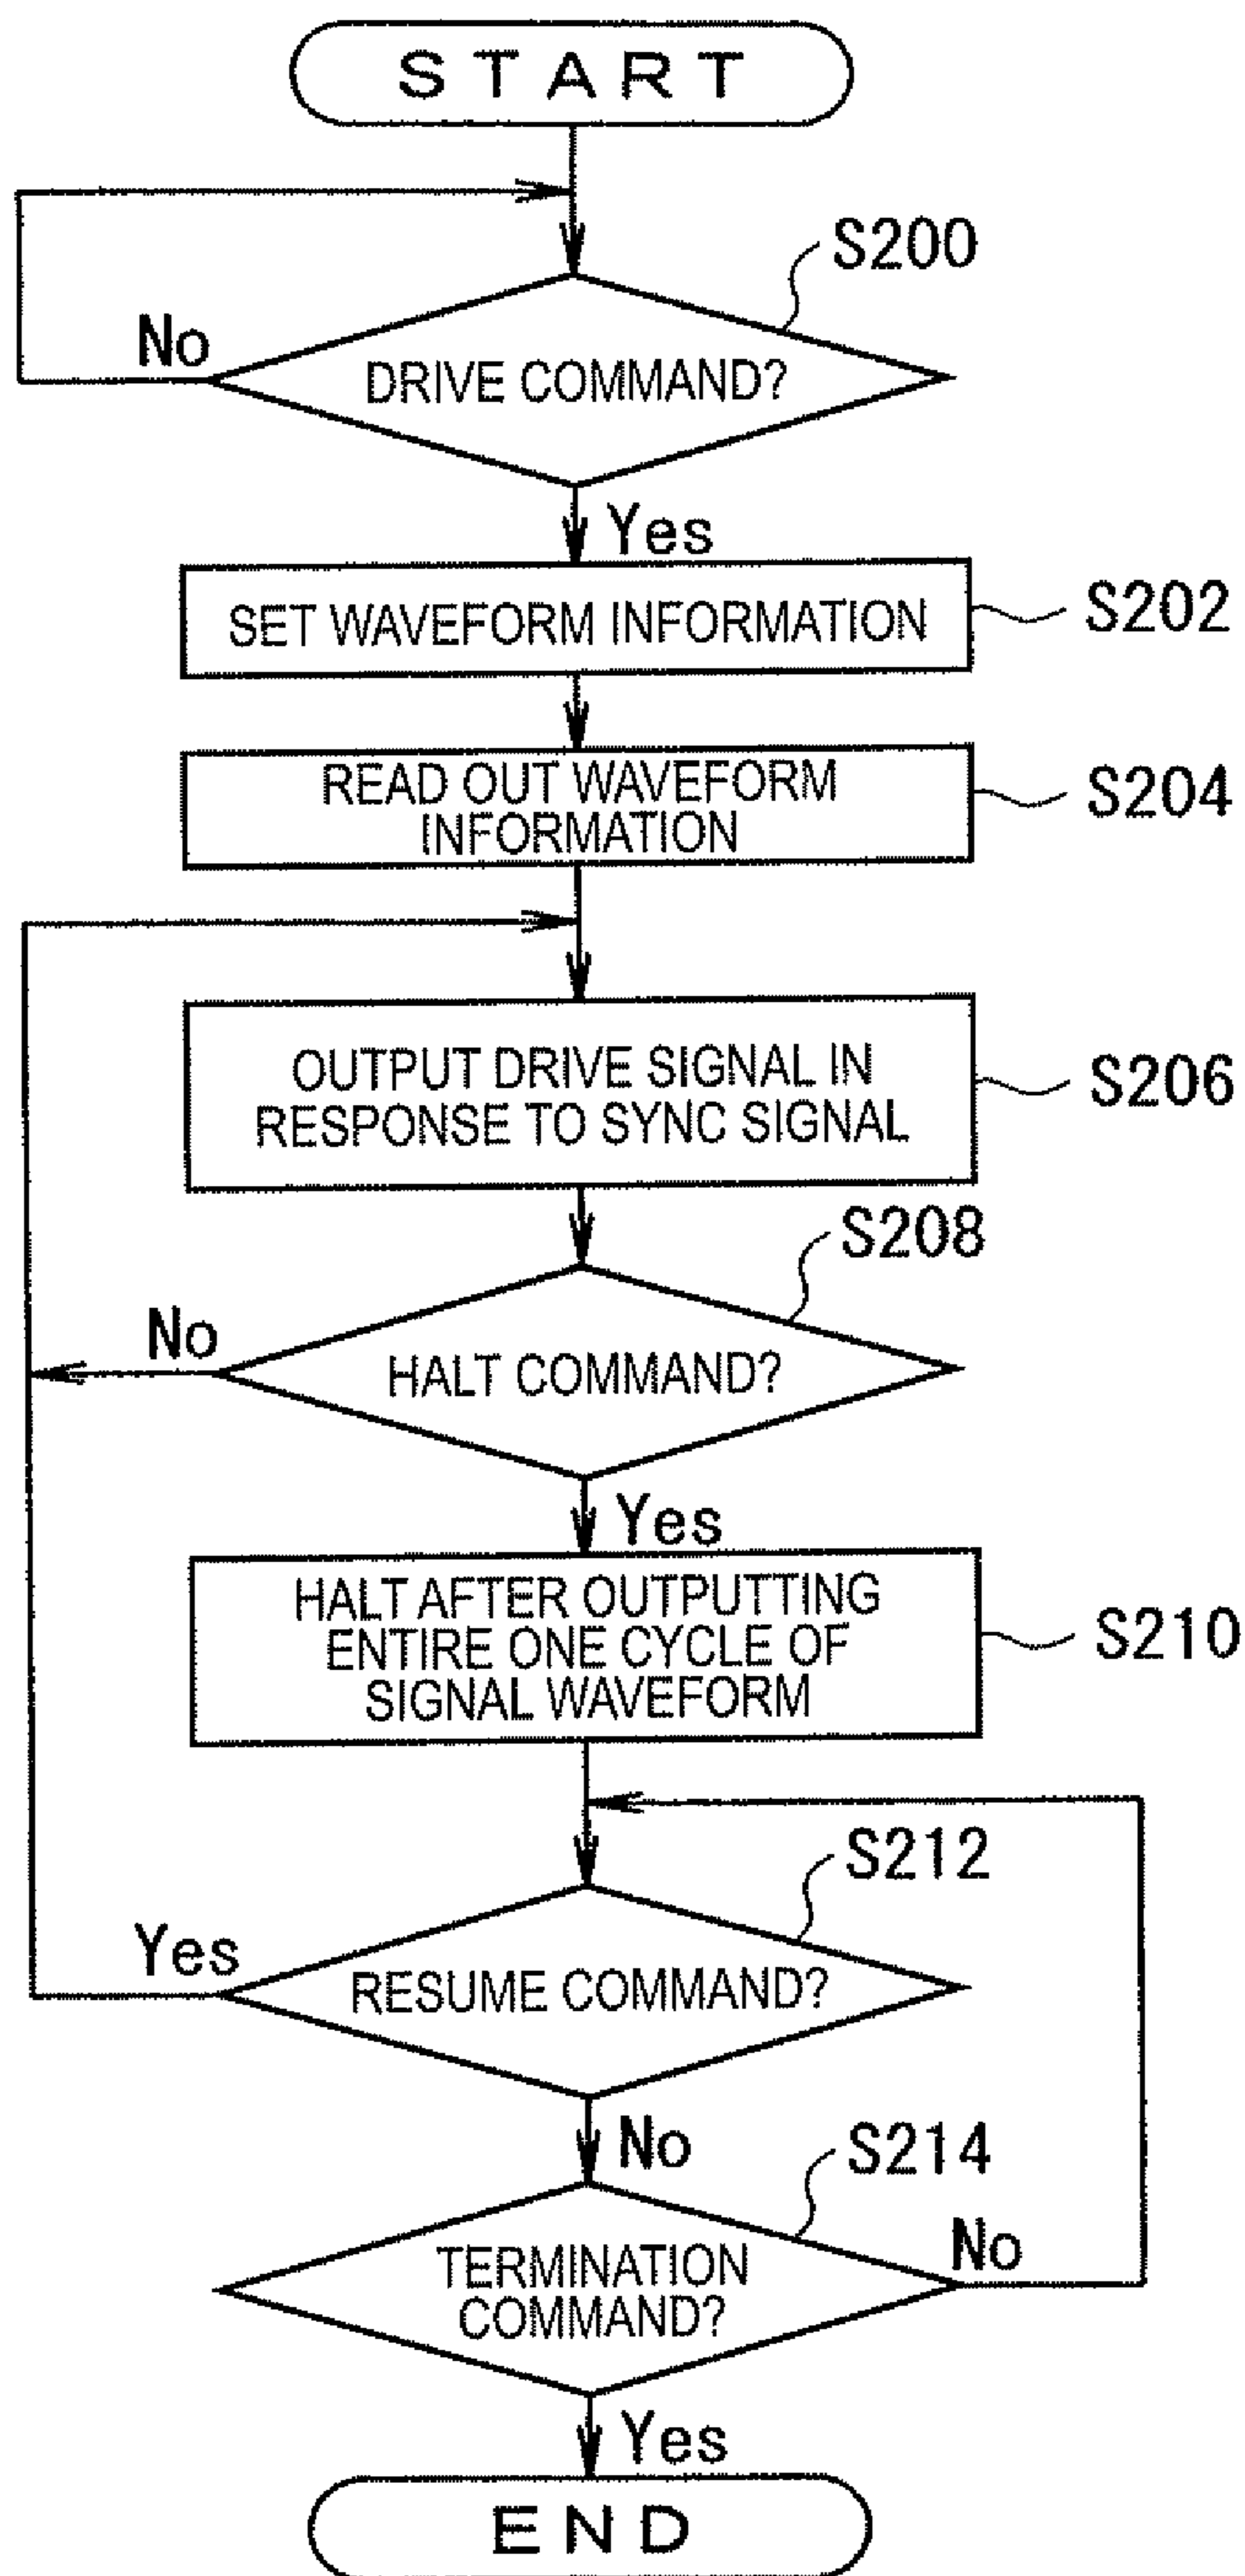 START
S200
No
DRIVE COMMAND?
Yes
SET WAVEFORM INFORMATION
S202
READ OUT WAVEFORM
INFORMATION
S204
OUTPUT DRIVE SIGNAL IN
RESPONSE TO SYNC SIGNAL
S206
S208
No
HALT COMMAND?
Yes
HALT AFTER OUTPUTTING
ENTIRE ONE CYCLE OF
SIGNAL WAVEFORM
S210
S212
Yes
RESUME COMMAND?
No
S214
TERMINATION
COMMAND?
No
Yes
END